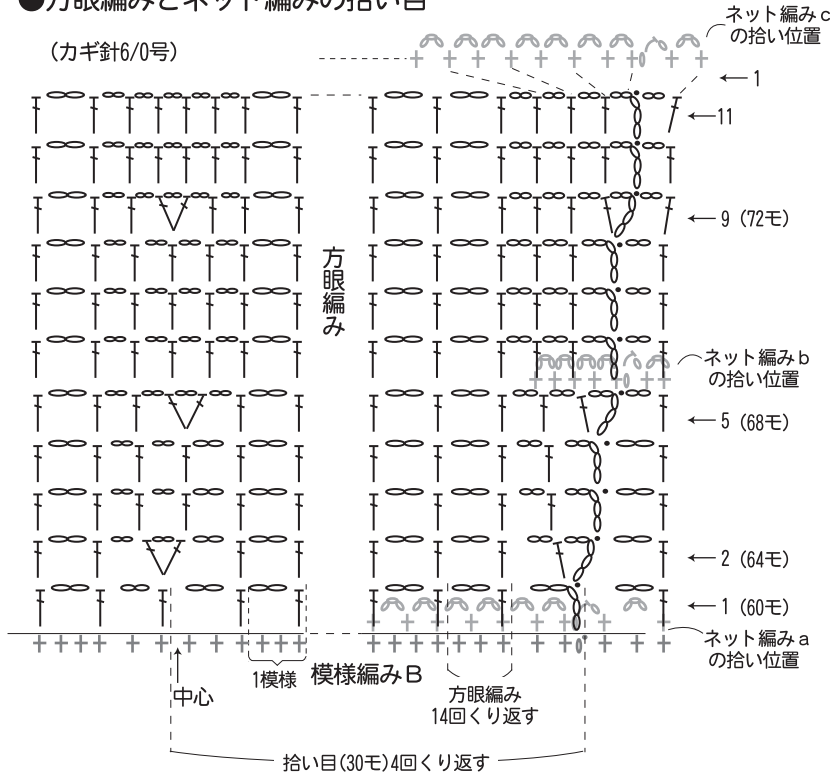 ●方眼編みとネット編みの拾い目
(カギ針6/0号)
ネット編みc
の拾い位置
←1
←11
←9 (72モ)
方眼編み
ネット編みb
の拾い位置
←5 (68モ)
←2 (64モ)
←1 (60モ)
ネット編みa
の拾い位置
1模様
模様編みB
中心
方眼編み
14回くり返す
拾い目(30モ)4回くり返す